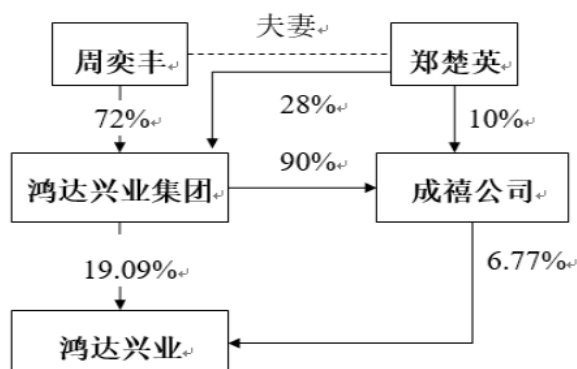 夫妻
周奕丰
郑楚英
72%
28%
10%
鸿达兴业集团
90%
成禧公司
19.09%
6.77%
鸿达兴业